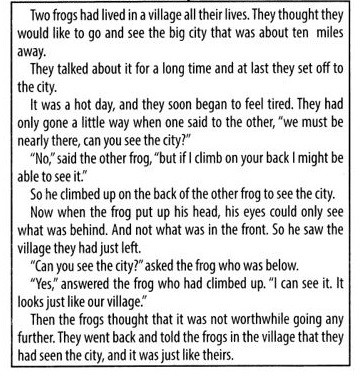 Two frogs had lived in a village all their lives. They thought they
would like to go and see the big city that was about ten miles
away.
They talked about it for a long time and at last they set off to
the city.
It was a hot day, and they soon began to feel tired. They had
only gone a little way when one said to the other, "we must be
nearly there, can you see the city?"
"No," said the other frog, "but if I climb on your back I might be
able to see it."
So he climbed up on the back of the other frog to see the city.
Now when the frog put up his head, his eyes could only see
what was behind. And not what was in the front. So he saw the
village they had just left.
"Can you see the city?" asked the frog who was below.
"Yes," answered the frog who had climbed up. "I can see it. It
looks just like our village."
Then the frogs thought that it was not worthwhile going any
further. They went back and told the frogs in the village that they
had seen the city, and it was just like theirs.